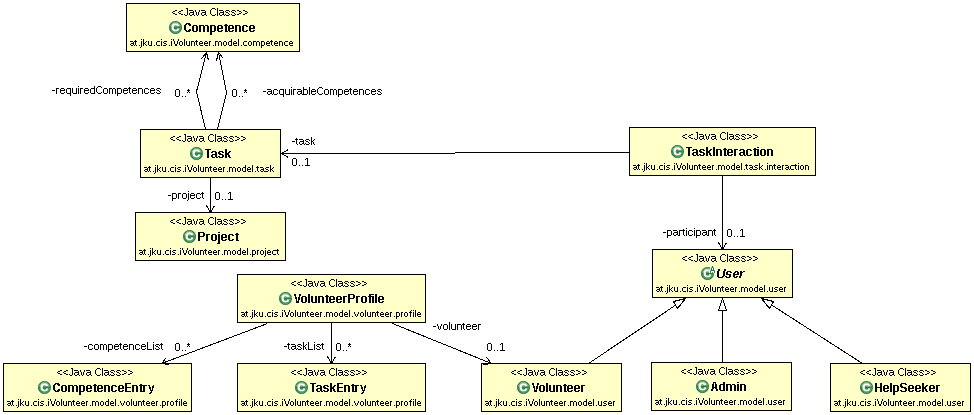 <<Java Class>>
Competence
at.jku.cis.iVolunteer.model.competence
-requiredCompetences
0..*
0..*
-acquirableCompetences
<<Java Class>>
Task
at.jku.cis.iVolunteer.model.task
-task
0..1
<<Java Class>>
TaskInteraction
at.jku.cis.iVolunteer.model.task.interaction
-project
0..1
<<Java Class>>
Project
at.jku.cis.iVolunteer.model.project
-participant
0..1
<<Java Class>>
User
at.jku.cis.iVolunteer.model.user
<<Java Class>>
VolunteerProfile
at.jku.cis.iVolunteer.model.volunteer.profile
-competenceList
0..*
-taskList
0..*
-volunteer
0..1
<<Java Class>>
CompetenceEntry
at.jku.cis.iVolunteer.model.volunteer.profile
<<Java Class>>
TaskEntry
at.jku.cis.iVolunteer.model.volunteer.profile
<<Java Class>>
Volunteer
at.jku.cis.iVolunteer.model.user
<<Java Class>>
Admin
at.jku.cis.iVolunteer.model.user
<<Java Class>>
HelpSeeker
at.jku.cis.iVolunteer.model.user